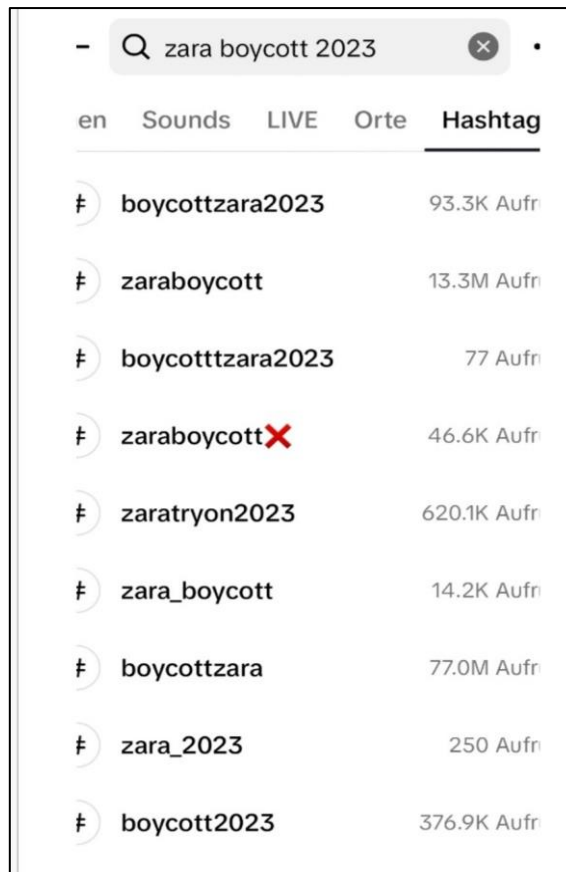 zara boycott 2023
en Sounds LIVE Orte Hashtag
# boycottzara2023 93.3K Aufr
# zaraboycott 13.3M Aufr
# boycotttzara2023 77 Aufr
# zaraboycott❌ 46.6K Aufr
# zaratryon2023 620.1K Aufr
# zara_boycott 14.2K Aufr
# boycottzara 77.0M Aufr
# zara_2023 250 Aufr
# boycott2023 376.9K Aufr